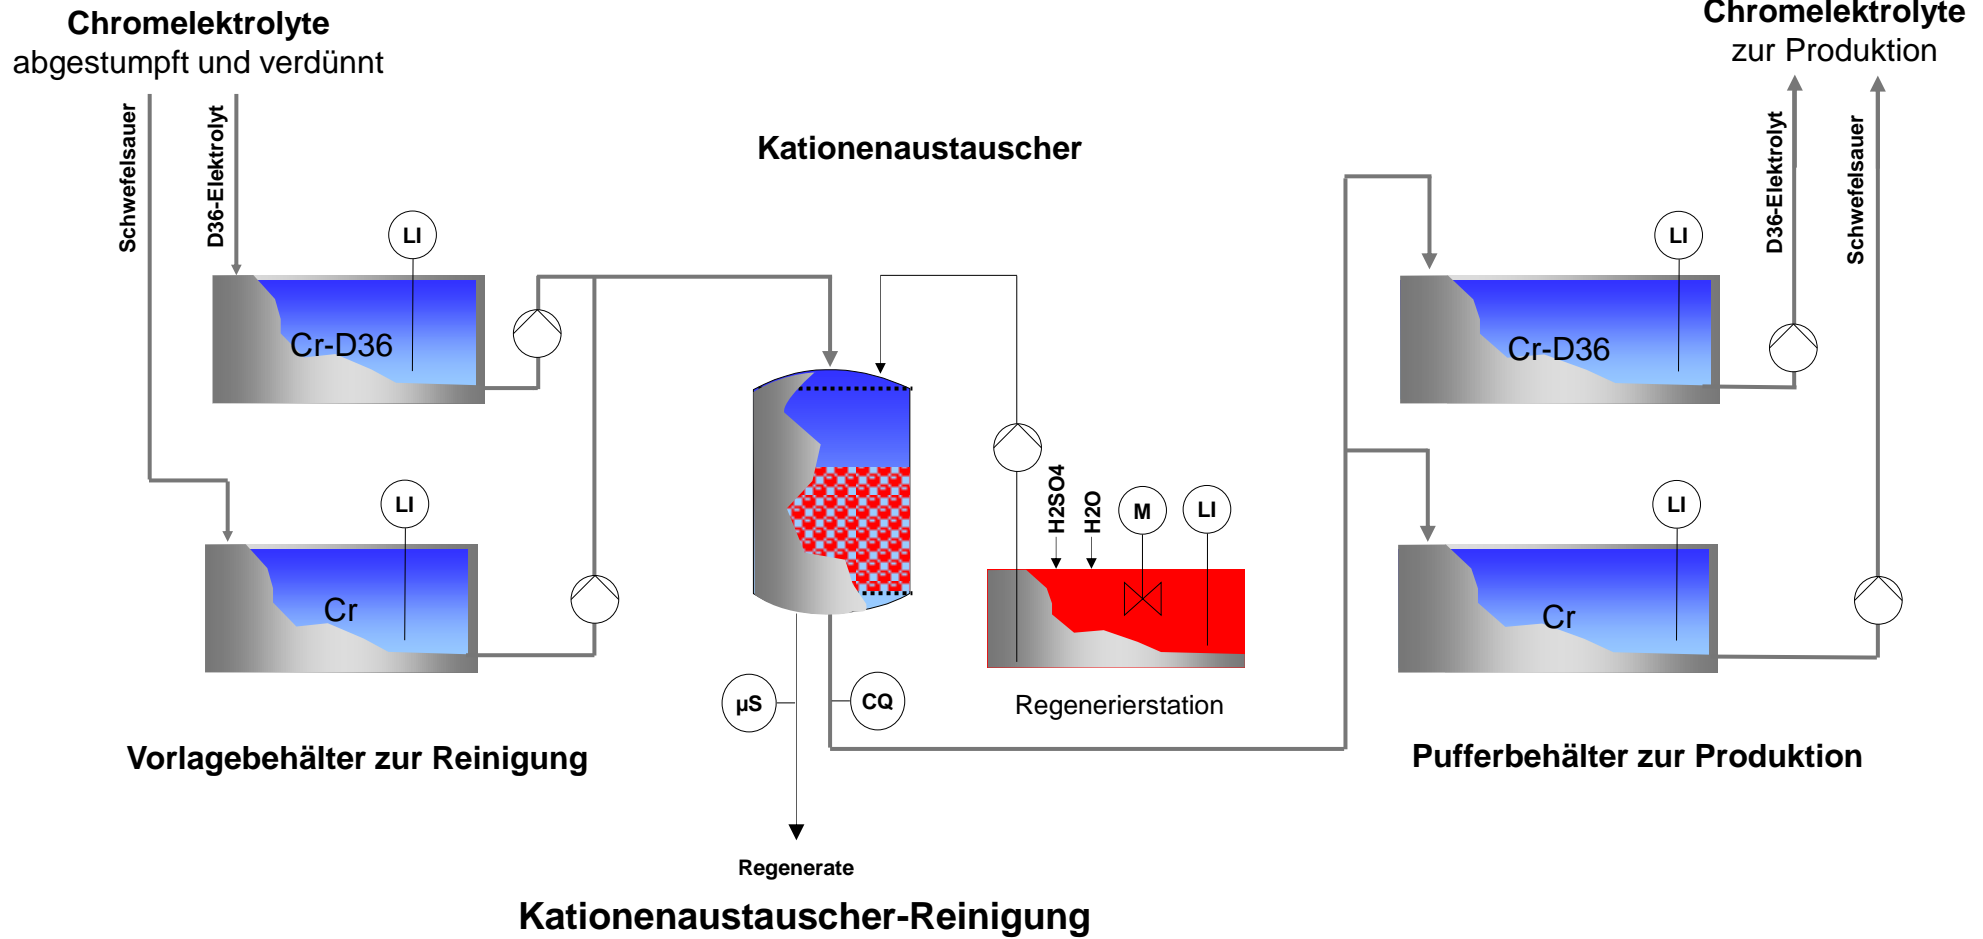 Chromelektrolyte
abgestumpft und verdünnt
Chromelektrolyte
zur Produktion
Schwefelsauer
D36-Elektrolyt
Kationenaustauscher
D36-Elektrolyt
Schwefelsauer
LI
Cr-D36
LI
Cr-D36
LI
Cr
H2SO4
H2O
M
LI
LI
Cr
µS
CQ
Regenerierstation
Vorlagebehälter zur Reinigung
Pufferbehälter zur Produktion
Regenerate
Kationenaustauscher-Reinigung